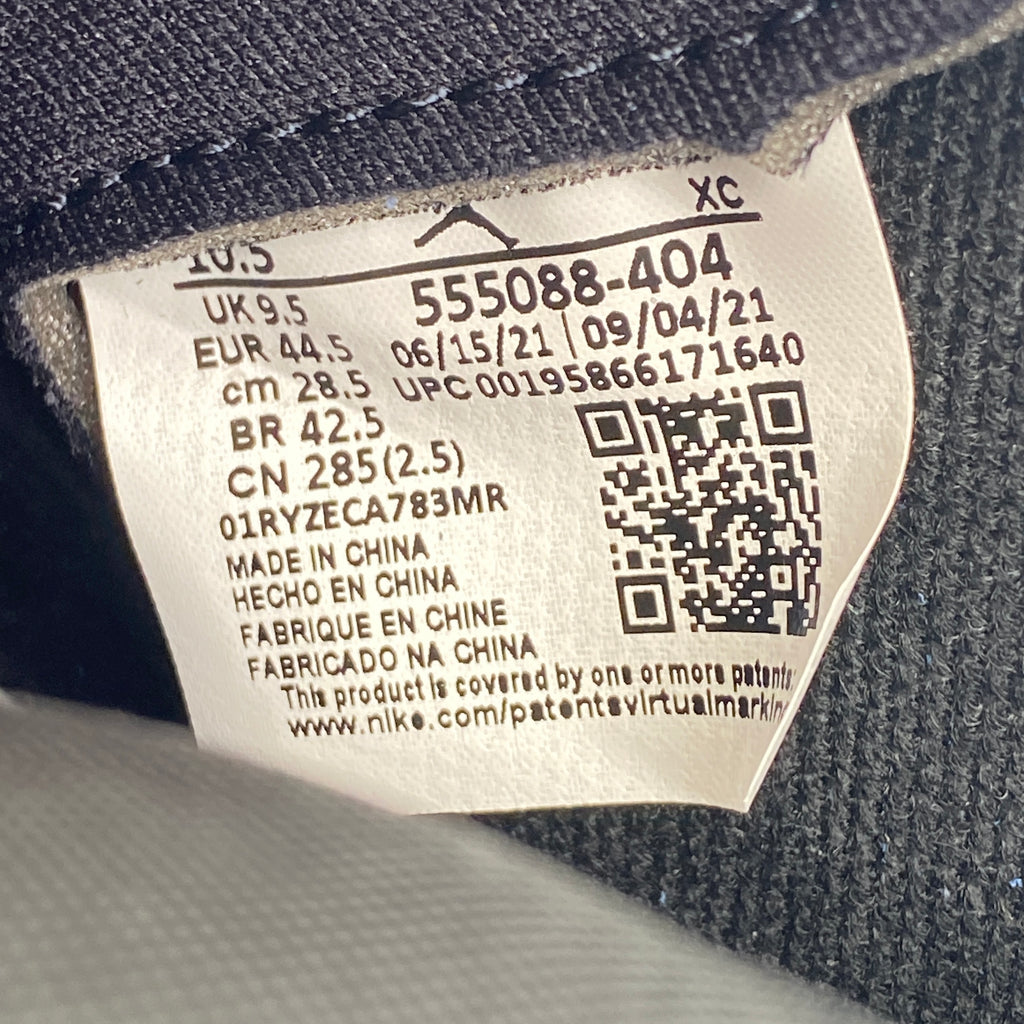 XC
10.5
UK 9.5
555088-404
EUR 44.5
06/15/21 | 09/04/21
cm 28.5
UPC 00195866171640
BR 42.5
CN 285(2.5)
01RYZECA783MR
MADE IN CHINA
HECHO EN CHINA
FABRIQUE EN CHINE
FABRICADO NA CHINA
This product is covered by one or more patents,
www.nike.com/patentsvirtualmarkin